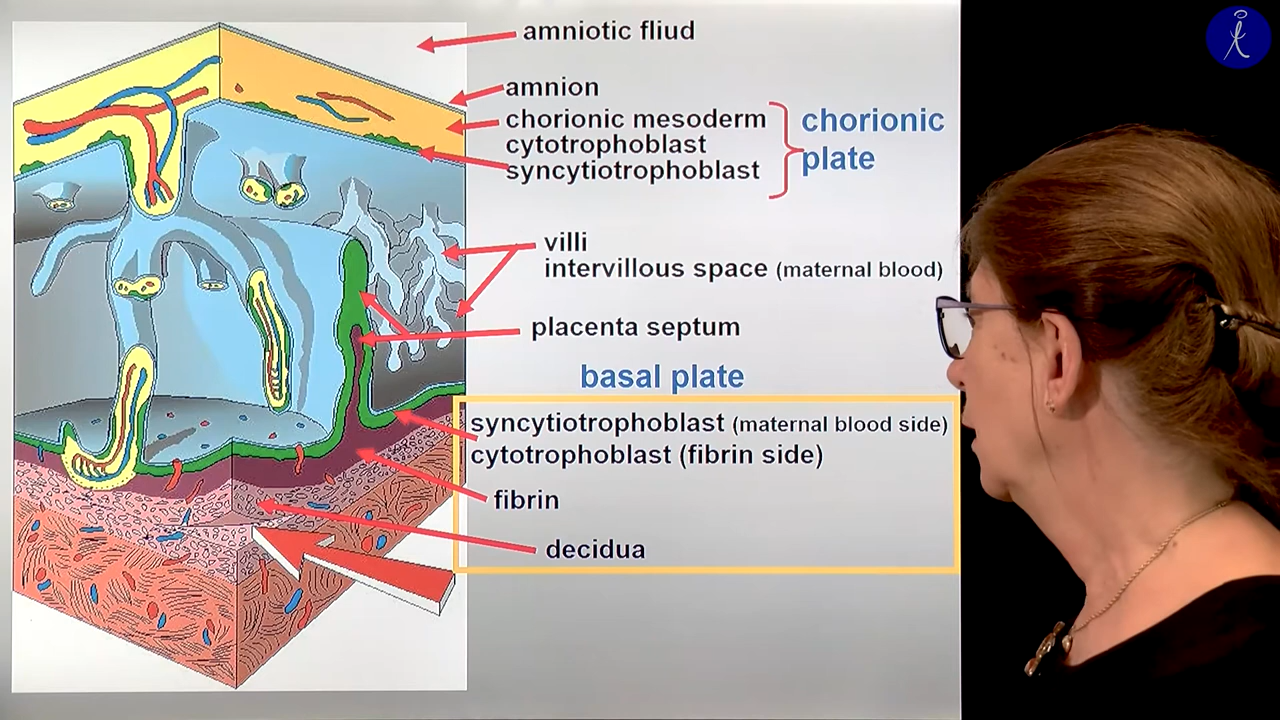 amniotic fliud
amnion
chorionic mesoderm
cytotrophoblast
syncytiotrophoblast
chorionic
plate
villi
intervillous space (maternal blood)
placenta septum
basal plate
syncytiotrophoblast (maternal blood side)
cytotrophoblast (fibrin side)
fibrin
decidua